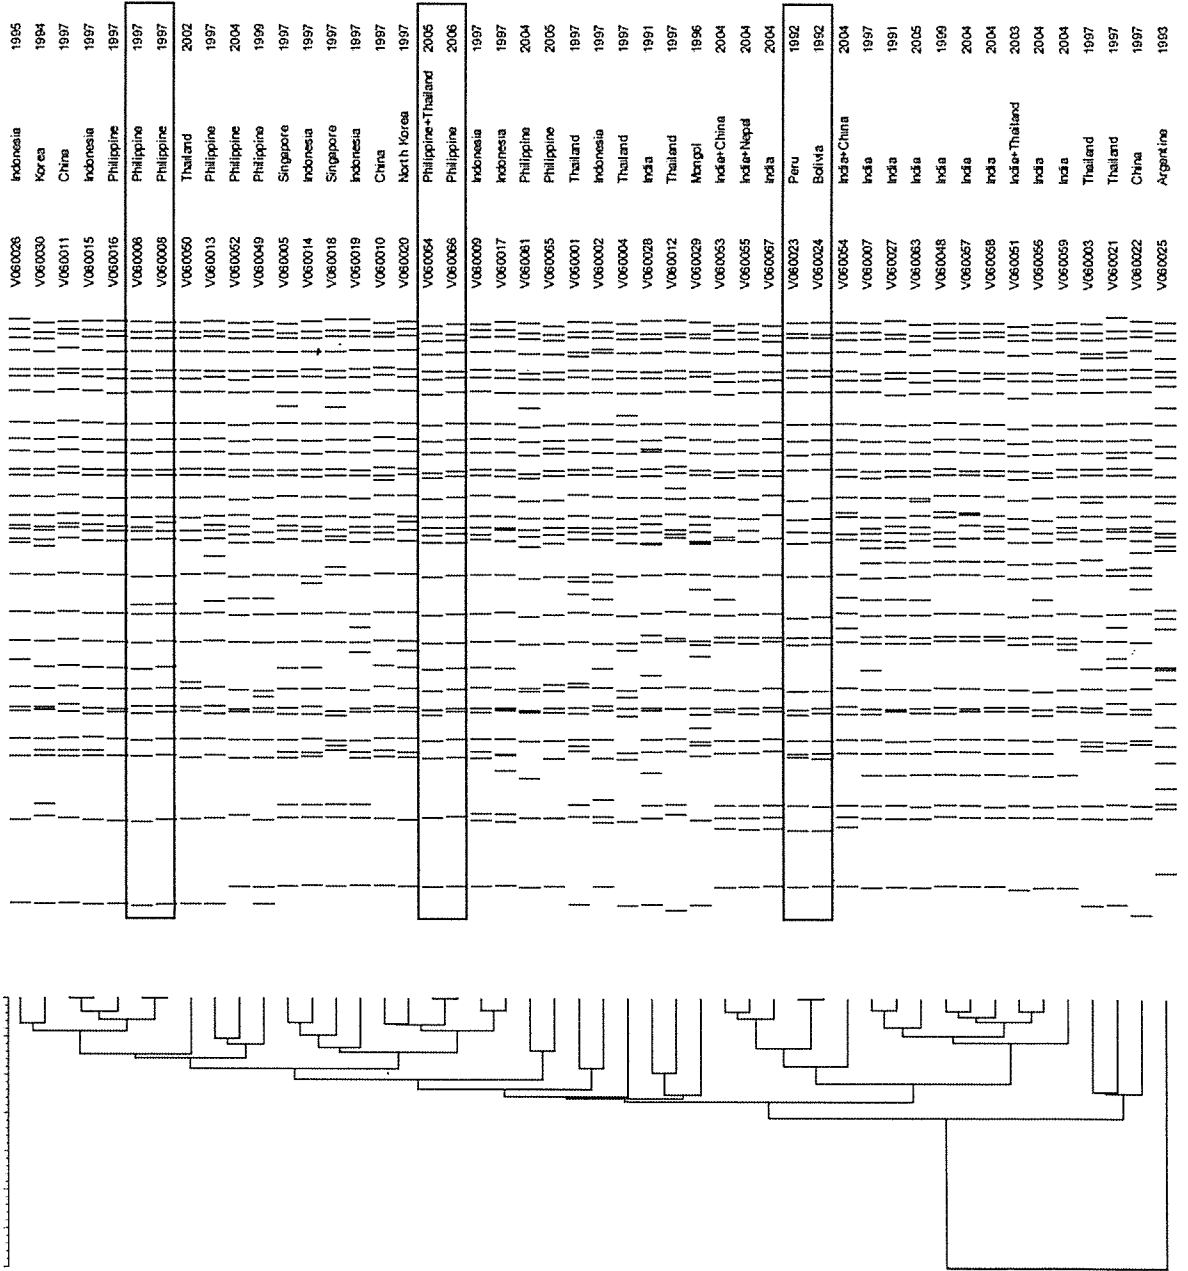 V060026 Indonesia 1995
V060030 Korea 1994
V060011 China 1997
V060015 Indonesia 1997
V060016 Philippine 1997
V060006 Philippine 1997
V060008 Philippine 1997
V060050 Thailand 2002
V060013 Philippine 1997
V060052 Philippine 2004
V060049 Philippine 1999
V060005 Singapore 1997
V060014 Indonesia 1997
V060018 Singapore 1997
V060019 Indonesia 1997
V060010 China 1997
V060020 North Korea 1997
V060064 Philippine+Thailand 2005
V060066 Philippine 2006
V060009 Indonesia 1997
V060017 Indonesia 1997
V060061 Philippine 2004
V060065 Philippine 2005
V060001 Thailand 1997
V060002 Indonesia 1997
V060004 Thailand 1997
V060028 India 1991
V060012 Thailand 1997
V060029 Mongol 1996
V060053 India+China 2004
V060055 India+Nepal 2004
V060067 India 2004
V060023 Peru 1992
V060024 Bolivia 1992
V060054 India+China 2004
V060007 India 1997
V060027 India 1991
V060063 India 2005
V060048 India 1999
V060057 India 2004
V060058 India 2004
V060051 India+Thailand 2003
V060056 India 2004
V060059 India 2004
V060003 Thailand 1997
V060021 Thailand 1997
V060022 China 1997
V060025 Argentine 1993